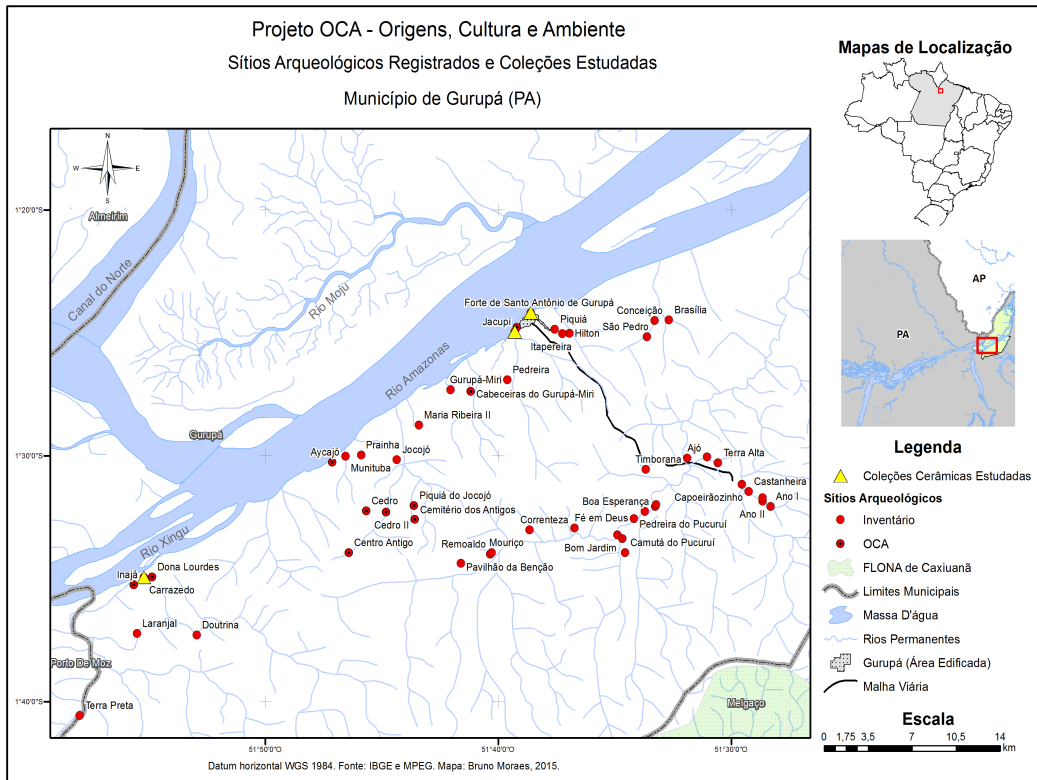 Projeto OCA - Origens, Cultura e Ambiente
Sítios Arqueológicos Registrados e Coleções Estudadas
Município de Gurupá (PA)
Mapas de Localização
N
W E
S
Almeirim
1°20'0"S
Canal do Norte
Rio Moju
Forte de Santo Antônio de Gurupá
Jacupí
Piquiá
Hilton
Itapereira
Conceição
Brasília
São Pedro
Rio Amazonas
Pedreira
Gurupá-Miri
Cabeceiras do Gurupá-Miri
Maria Ribeira II
Gurupá
1°30'0"S
Aycajó
Prainha
Munituba
Jocojó
Timborana
Ajó
Terra Alta
Castanheira
Capoeirãozinho
Ano I
Ano II
Cedro
Cedro II
Piquiá do Jocojó
Cemitério dos Antigos
Boa Esperança
Fé em Deus
Pedreira do Pucuruí
Correnteza
Bom Jardim
Camutá do Pucuruí
Centro Antigo
Remoaldo
Mouriço
Pavilhão da Benção
Rio Xingu
Inajá
Dona Lourdes
Carrazedo
Laranjal
Doutrina
Porto De Moz
Terra Preta
1°40'0"S
Melgaço
51°50'0"S
51°40'0"S
51°30'0"S
AP
PA
Legenda
Coleções Cerâmicas Estudadas
Sítios Arqueológicos
Inventário
OCA
FLONA de Caxiuanã
Limites Municipais
Massa D'água
Rios Permanentes
Gurupá (Área Edificada)
Malha Viária
Escala
0 1,75 3,5 7 10,5 14
km
Datum horizontal WGS 1984. Fonte: IBGE e MPEG. Mapa: Bruno Moraes, 2015.